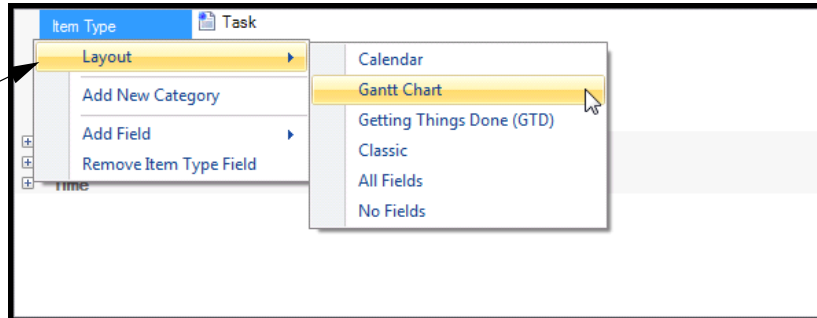 Item Type
Task
Layout
Add New Category
Add Field
Remove Item Type Field
Time
Calendar
Gantt Chart
Getting Things Done (GTD)
Classic
All Fields
No Fields